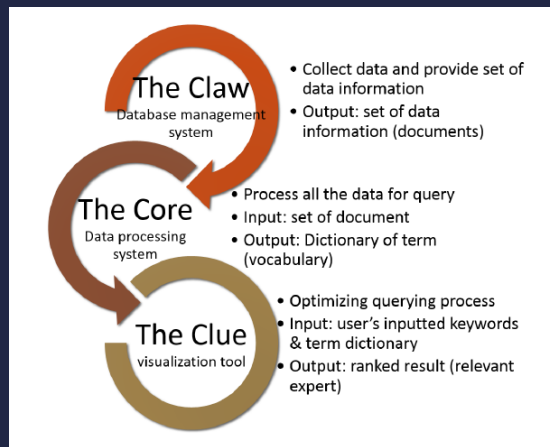 The Claw
Database management
system
• Collect data and provide set of
data information
• Output: set of data
information (documents)
The Core
Data processing
system
• Process all the data for query
• Input: set of document
• Output: Dictionary of term
(vocabulary)
The Clue
visualization tool
• Optimizing querying process
• Input: user's inputted keywords
& term dictionary
• Output: ranked result (relevant
expert)